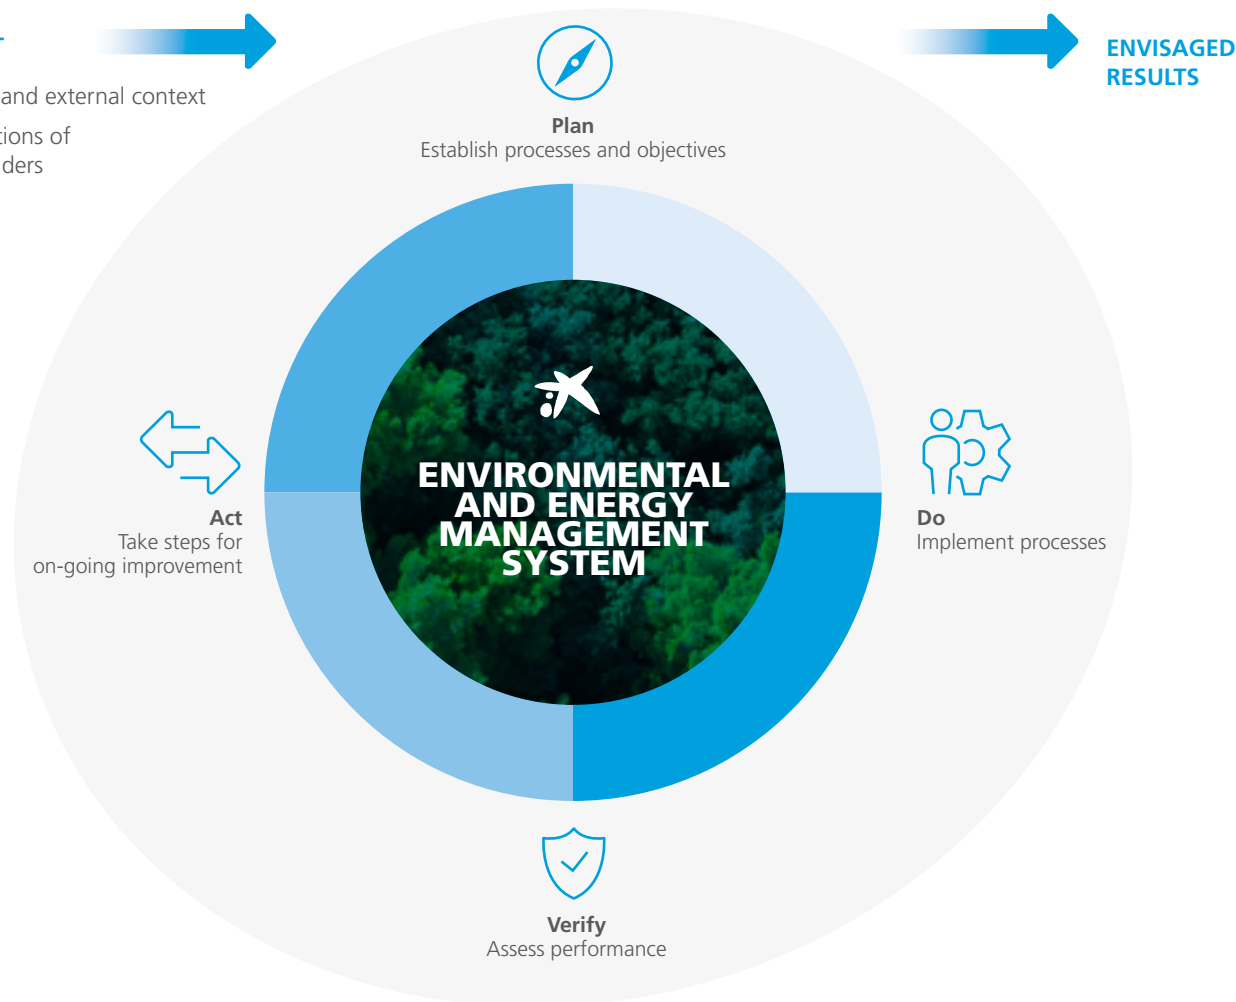 and external context
of
ENVISAGED
RESULTS
Plan
Establish processes and objectives
ENVIRONMENTAL
AND ENERGY
MANAGEMENT
SYSTEM
Act
Take steps for
on-going improvement
Do
Implement processes
Verify
Assess performance